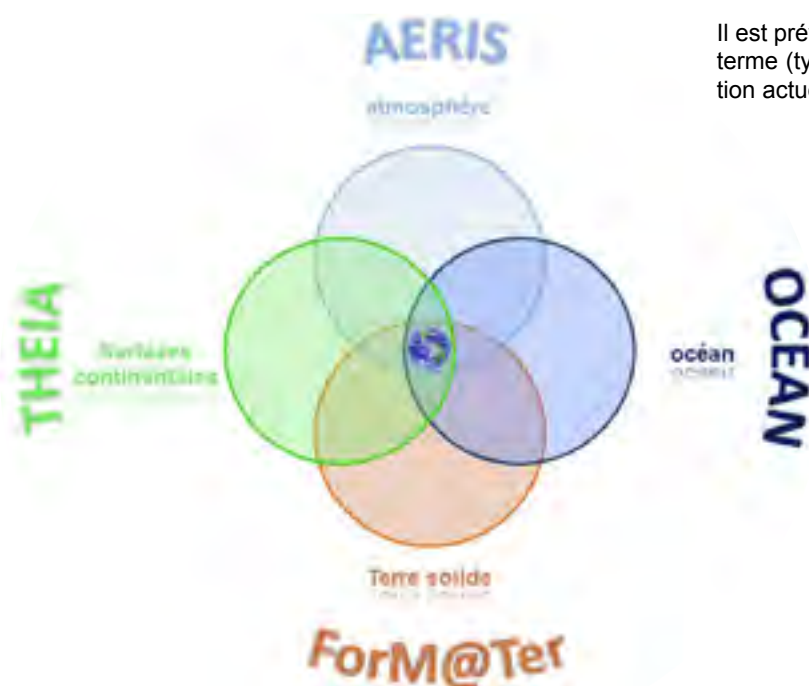 AERIS
atmosphère
Il est pré
terme (ty
tion actu
THEIA
Surfaces
continentales
océan
OCEAN
Terre solide
ForM@Ter